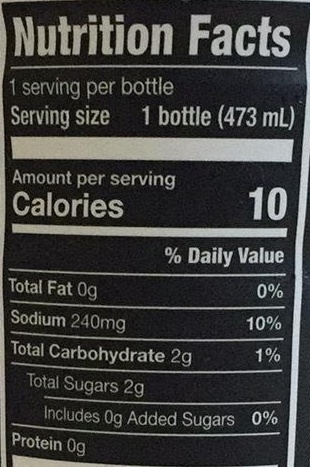 Nutrition Facts
1 serving per bottle
Serving size 1 bottle (473 mL)
Amount per serving
Calories 10
% Daily Value
Total Fat 0g 0%
Sodium 240mg 10%
Total Carbohydrate 2g 1%
Total Sugars 2g
Includes 0g Added Sugars 0%
Protein 0g